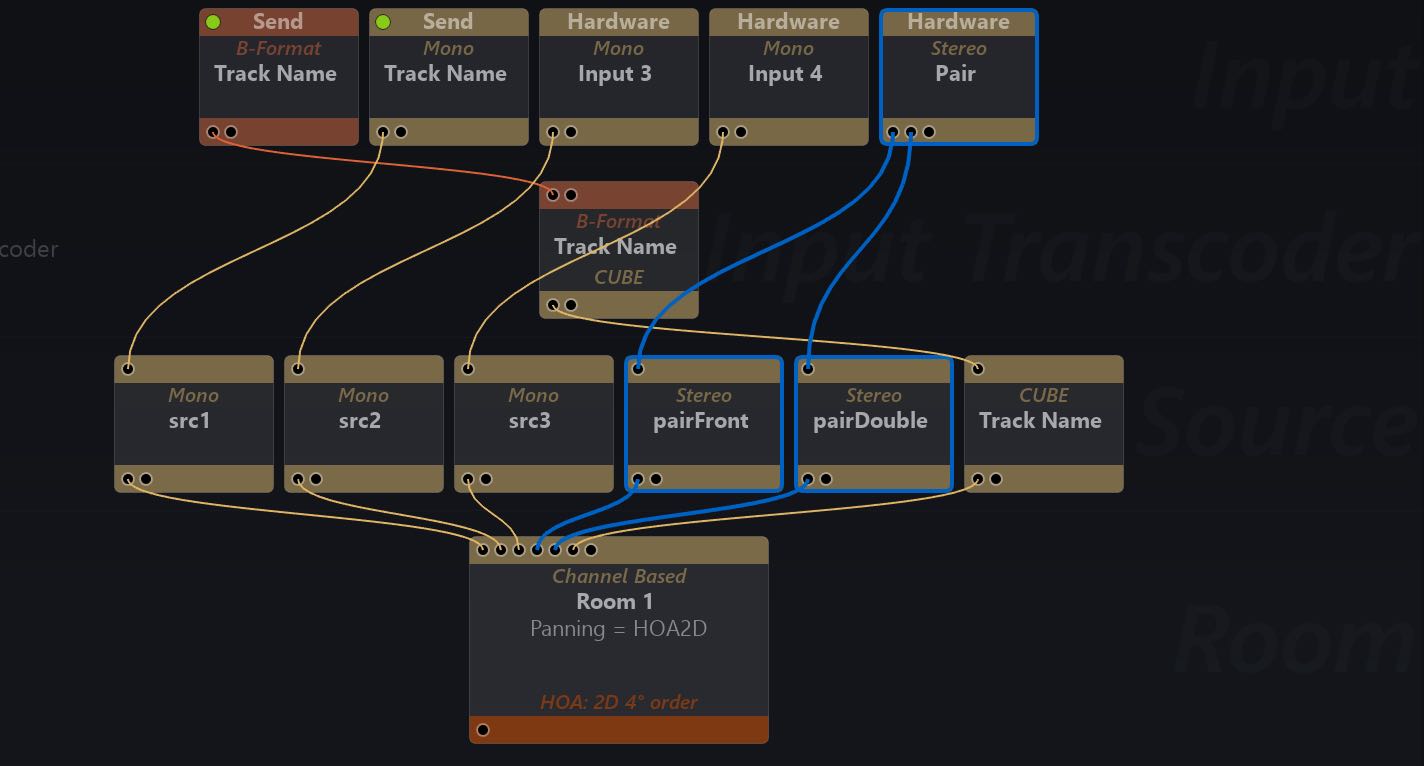 Send
B-Format
Track Name
Send
Mono
Track Name
Hardware
Mono
Input 3
Hardware
Mono
Input 4
Hardware
Stereo
Pair
Input
B-Format
Track Name
CUBE
coder
Input Transcoder
Mono
src1
Mono
src2
Mono
src3
Stereo
pairFront
Stereo
pairDouble
CUBE
Track Name
Source
Channel Based
Room 1
Panning = HOA2D
HOA: 2D 4° order
Room